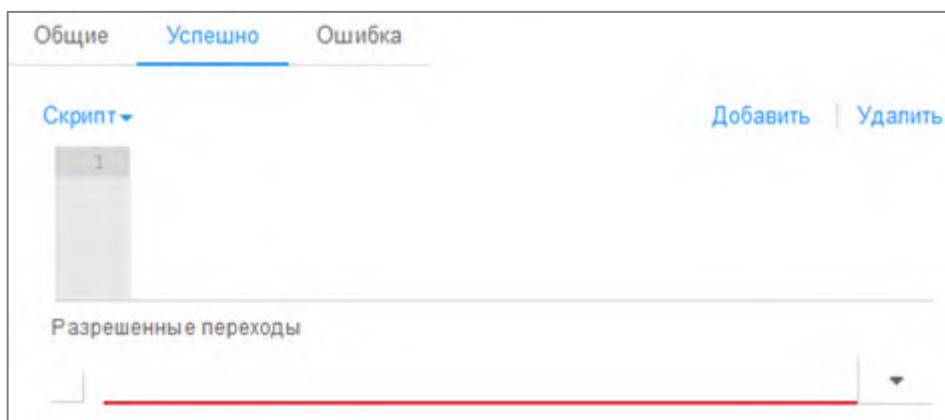 Общие Успешно Ошибка
Скрипт Добавить Удалить
1
Разрешенные переходы